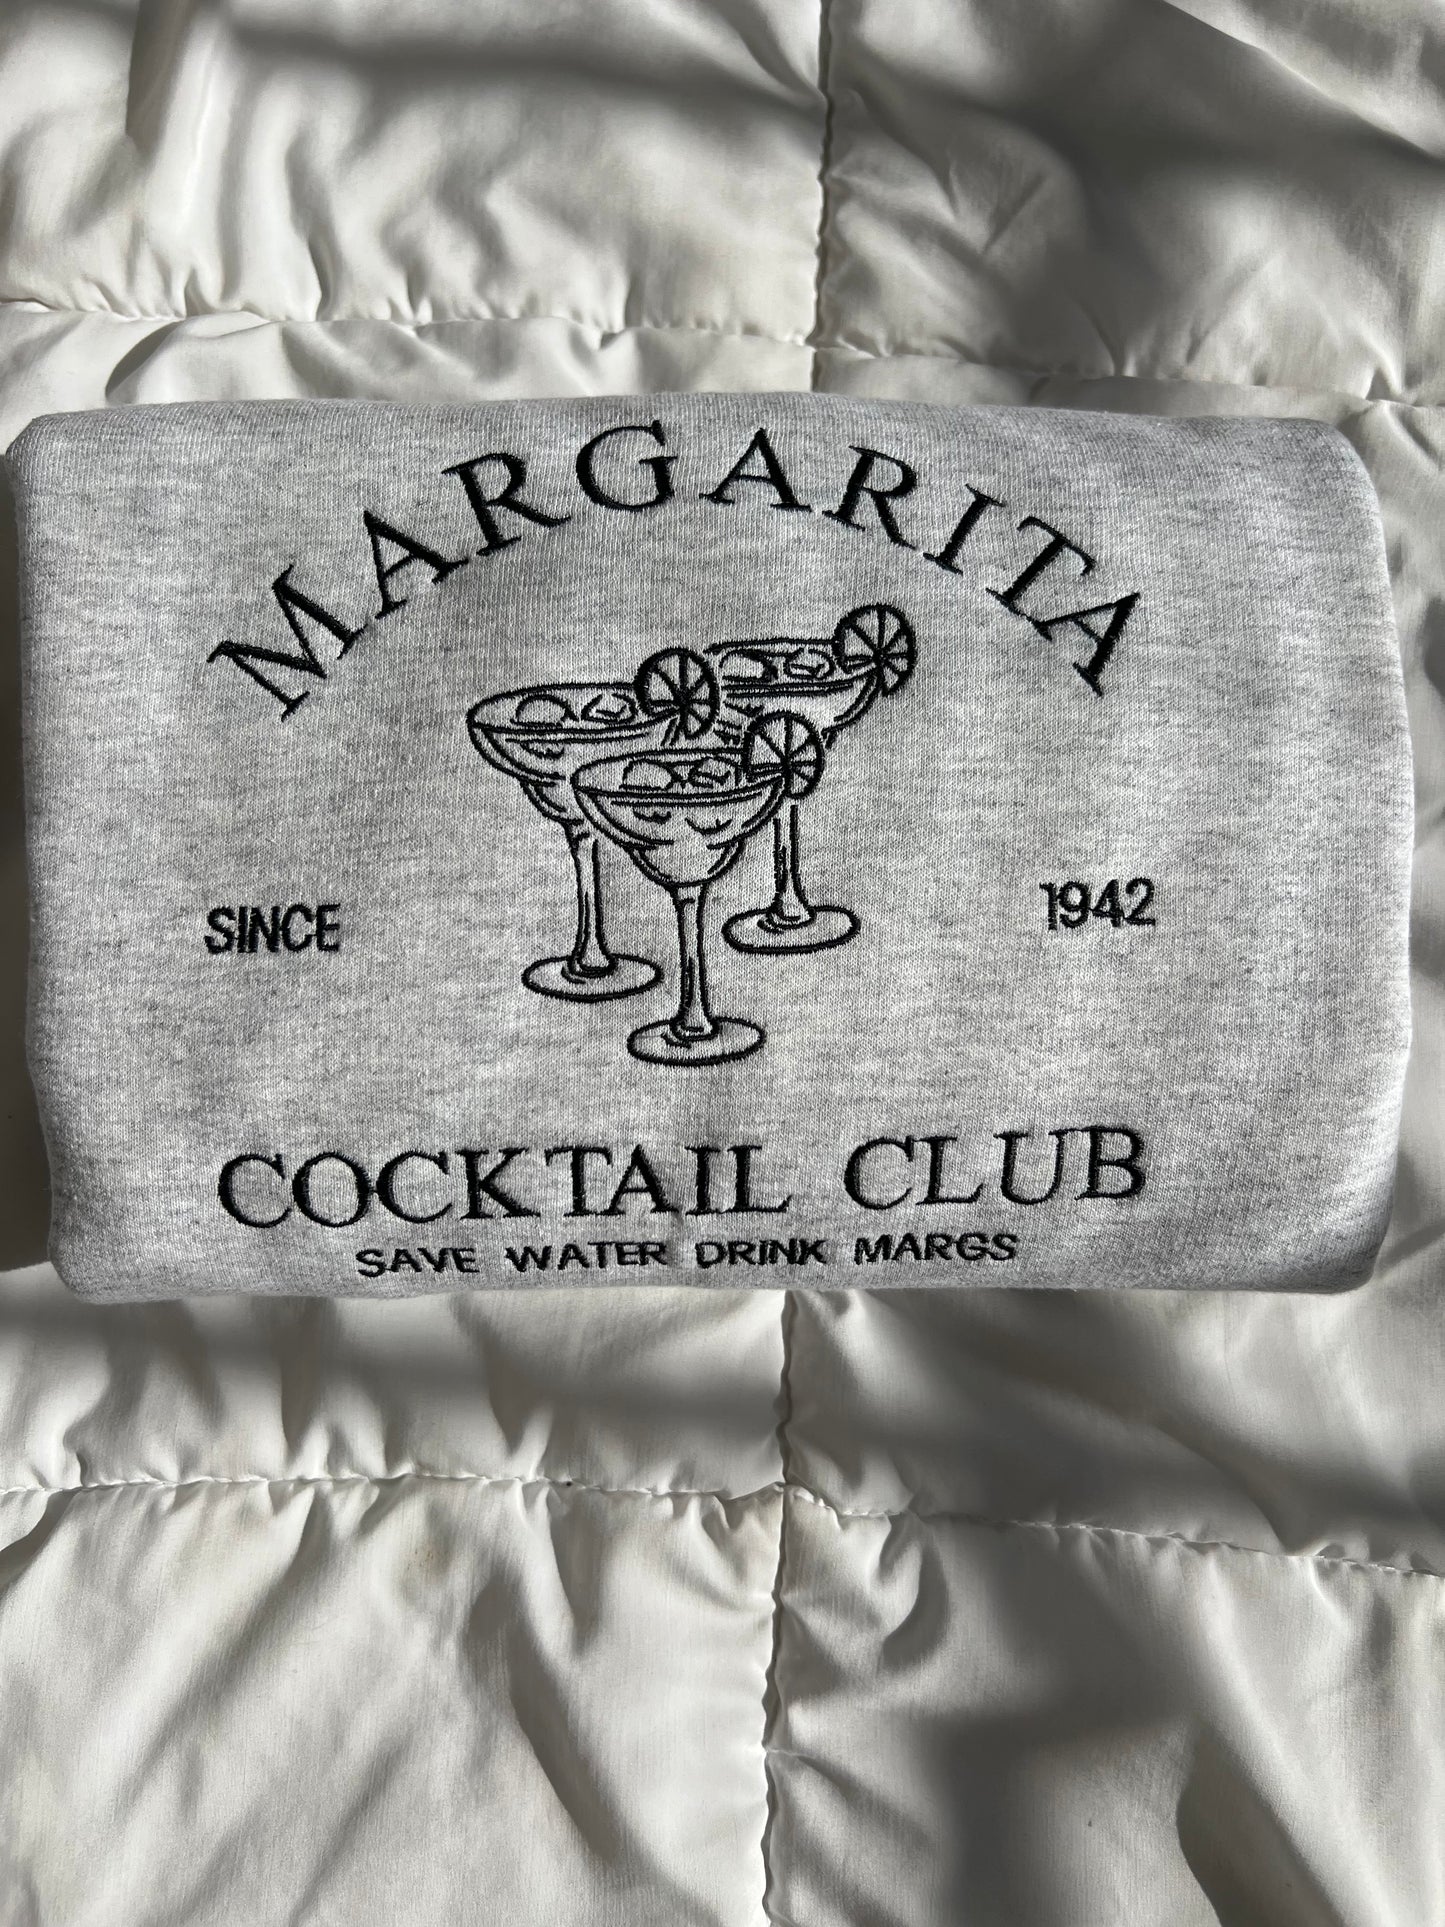 MARGARITA
SINCE 1942
COCKTAIL CLUB
SAVE WATER DRINK MARGS